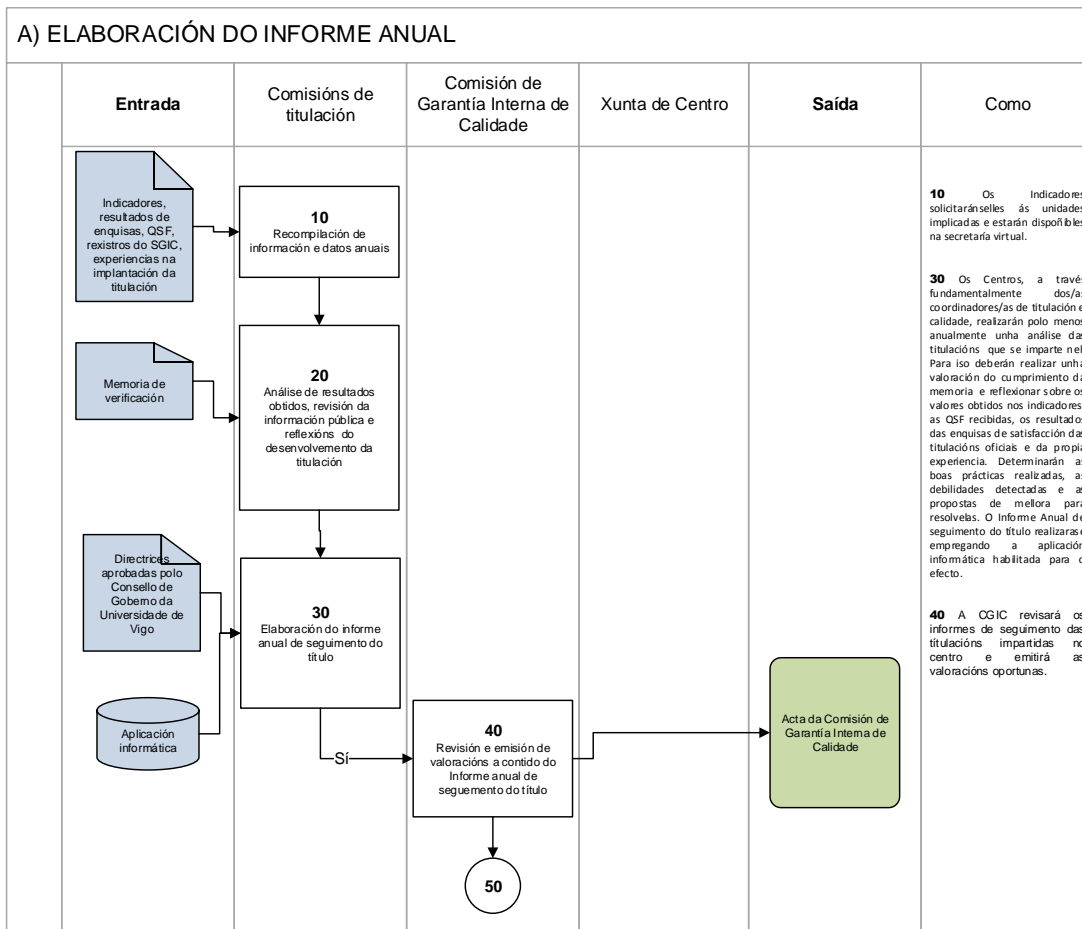 A) ELABORACIÓN DO INFORME ANUAL
Entrada
Comisións de
titulación
Comisión de
Garantía Interna de
Calidade
Xunta de Centro
Saída
Como
Indicadores,
resultados de
enquisas, QSF,
rexistros do SGIC,
experiencias na
implantación da
titulación
10
Recompilación de
información e datos anuais
Memoria de
verificación
20
Análise de resultados
obtidos, revisión da
información pública e
reflexións do
desenvolvemento da
titulación
Directrices
aprobadas polo
Consello de
Goberno da
Universidade de
Vigo
Aplicación
informática
30
Elaboración do informe
anual de seguimento do
título
Sí
40
Revisión e emisión de
valoracións a contido do
Informe anual de
seguemento do título
50
Acta da Comisión de
Garantía Interna de
Calidade
10 Os Indicadores
solicitaránselles ás unidades
implicadas e estarán dispoñibles
na secretaría virtual.
30 Os Centros, a través
fundamentalmente dos/as
coordinadores/as de titulación e
calidade, realizarán polo menos
anualmente unha análise das
titulacións que se imparte nel
Para iso deberán realizar unha
valoración do cumprimento da
memoria e reflexionar sobre os
valores obtidos nos indicadores
as QSF recibidas, os resultados
das enquisas de satisfacción das
titulacións oficiais e da propia
experiencia. Determinarán as
boas prácticas realizadas, as
debilidades detectadas e as
propostas de mellora para
resolvelas. O Informe Anual de
seguimento do título realizarase
empregando a aplicación
informática habilitada para o
efecto.
40 A CGIC revisará os
informes de seguimento das
titulacións impartidas no
centro e emitirá as
valoracións oportunas.